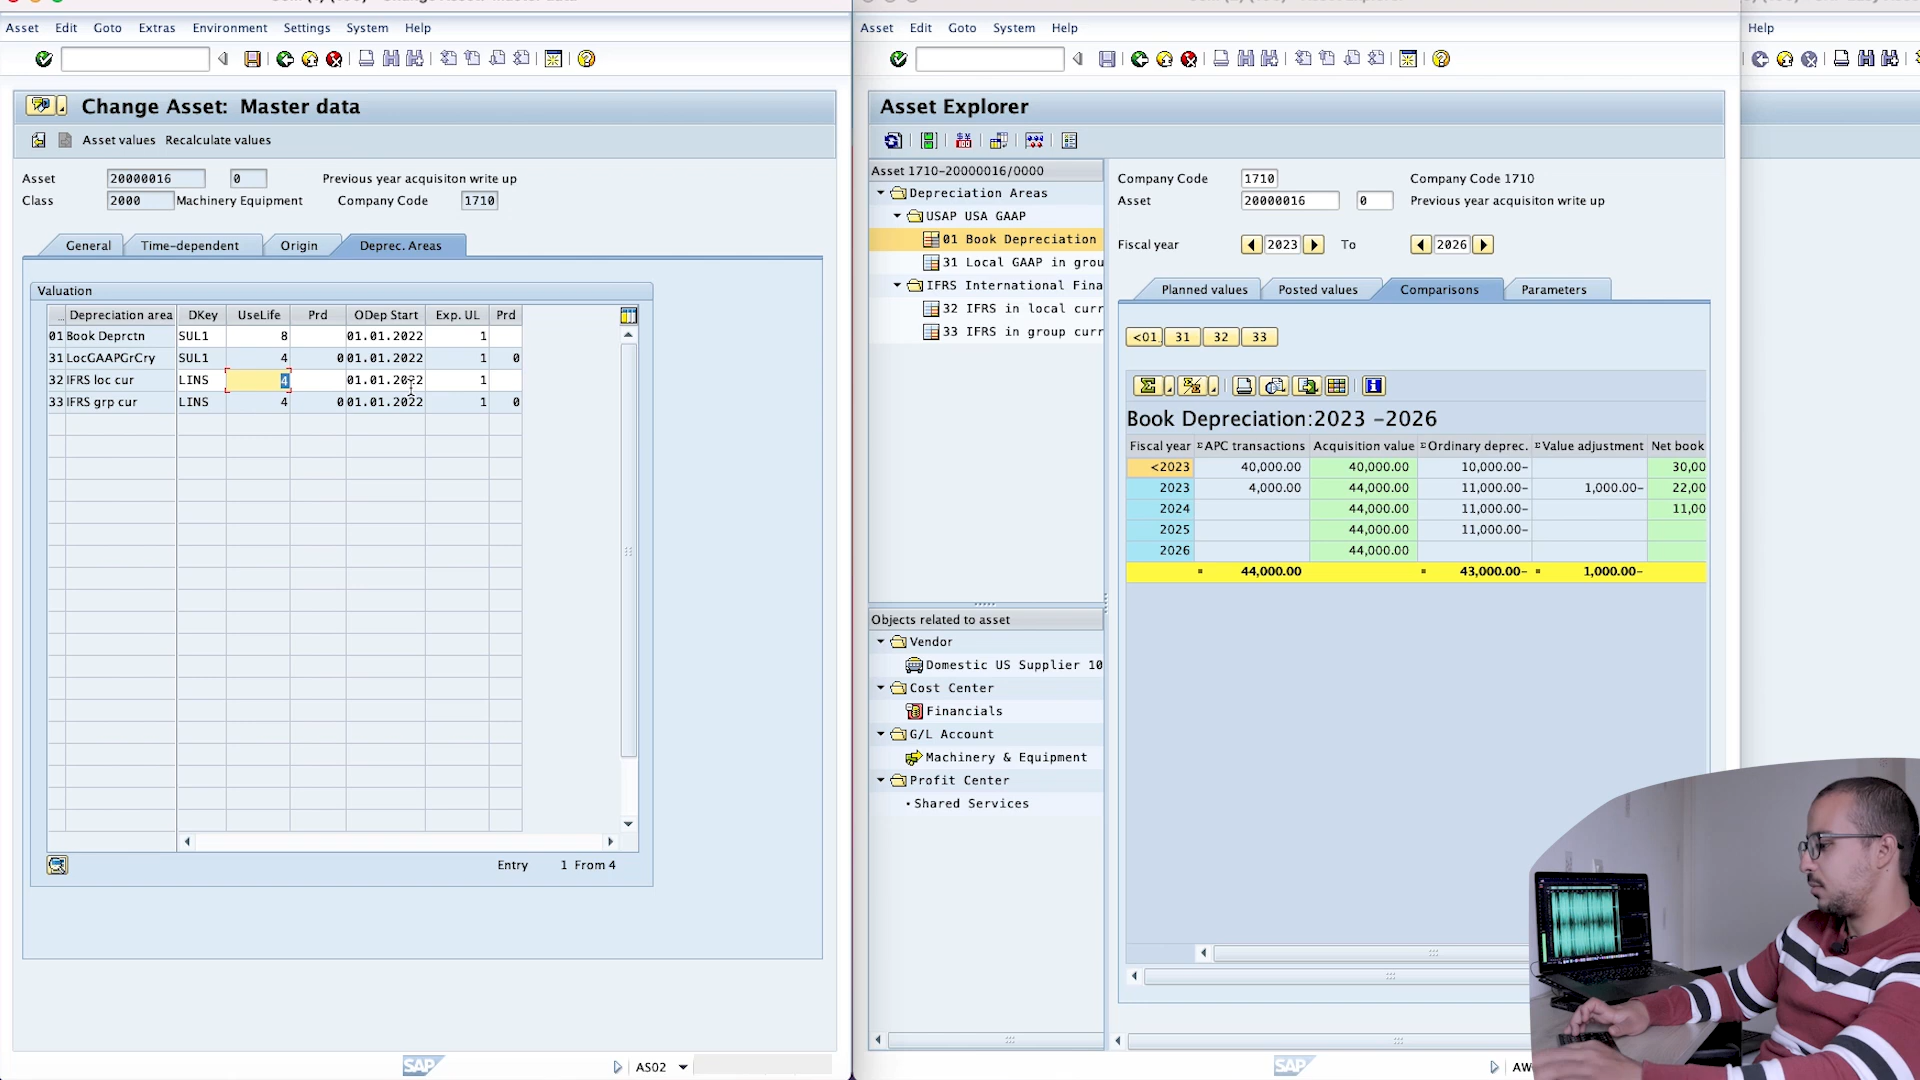 Asset Edit Goto Extras Environment Settings System Help
Change Asset: Master data
Asset values Recalculate values
Asset 20000016 0 Previous year acquisiton write up
Class 2000 Machinery Equipment Company Code 1710
General Time-dependent Origin Deprec. Areas
Valuation
... Depreciation area DKey UseLife Prd ODep Start Exp. UL Prd
01 Book Deprctn SUL1 8 01.01.2022 1
31 LocGAAPGrCry SUL1 4 0 01.01.2022 1 0
32 IFRS loc cur LINS 4 01.01.2022 1
33 IFRS grp cur LINS 4 0 01.01.2022 1 0
Entry 1 From 4
SAP AS02
Asset Edit Goto System Help
Asset Explorer
Asset 1710-20000016/0000
Depreciation Areas
USAP USA GAAP
01 Book Depreciation
31 Local GAAP in grou
IFRS International Fina
32 IFRS in local curr
33 IFRS in group curr
Objects related to asset
Vendor
Domestic US Supplier 10
Cost Center
Financials
G/L Account
Machinery & Equipment
Profit Center
Shared Services
Company Code 1710 Company Code 1710
Asset 20000016 0 Previous year acquisiton write up
Fiscal year 2023 To 2026
Planned values Posted values Comparisons Parameters
<01 31 32 33
Book Depreciation:2023 -2026
Fiscal year Σ APC transactions Acquisition value Σ Ordinary deprec. Σ Value adjustment Net book
<2023 40,000.00 40,000.00 10,000.00- 30,00
2023 4,000.00 44,000.00 11,000.00- 1,000.00- 22,00
2024 44,000.00 11,000.00- 11,00
2025 44,000.00 11,000.00-
2026 44,000.00
44,000.00 43,000.00- 1,000.00-
SAP AW
Help